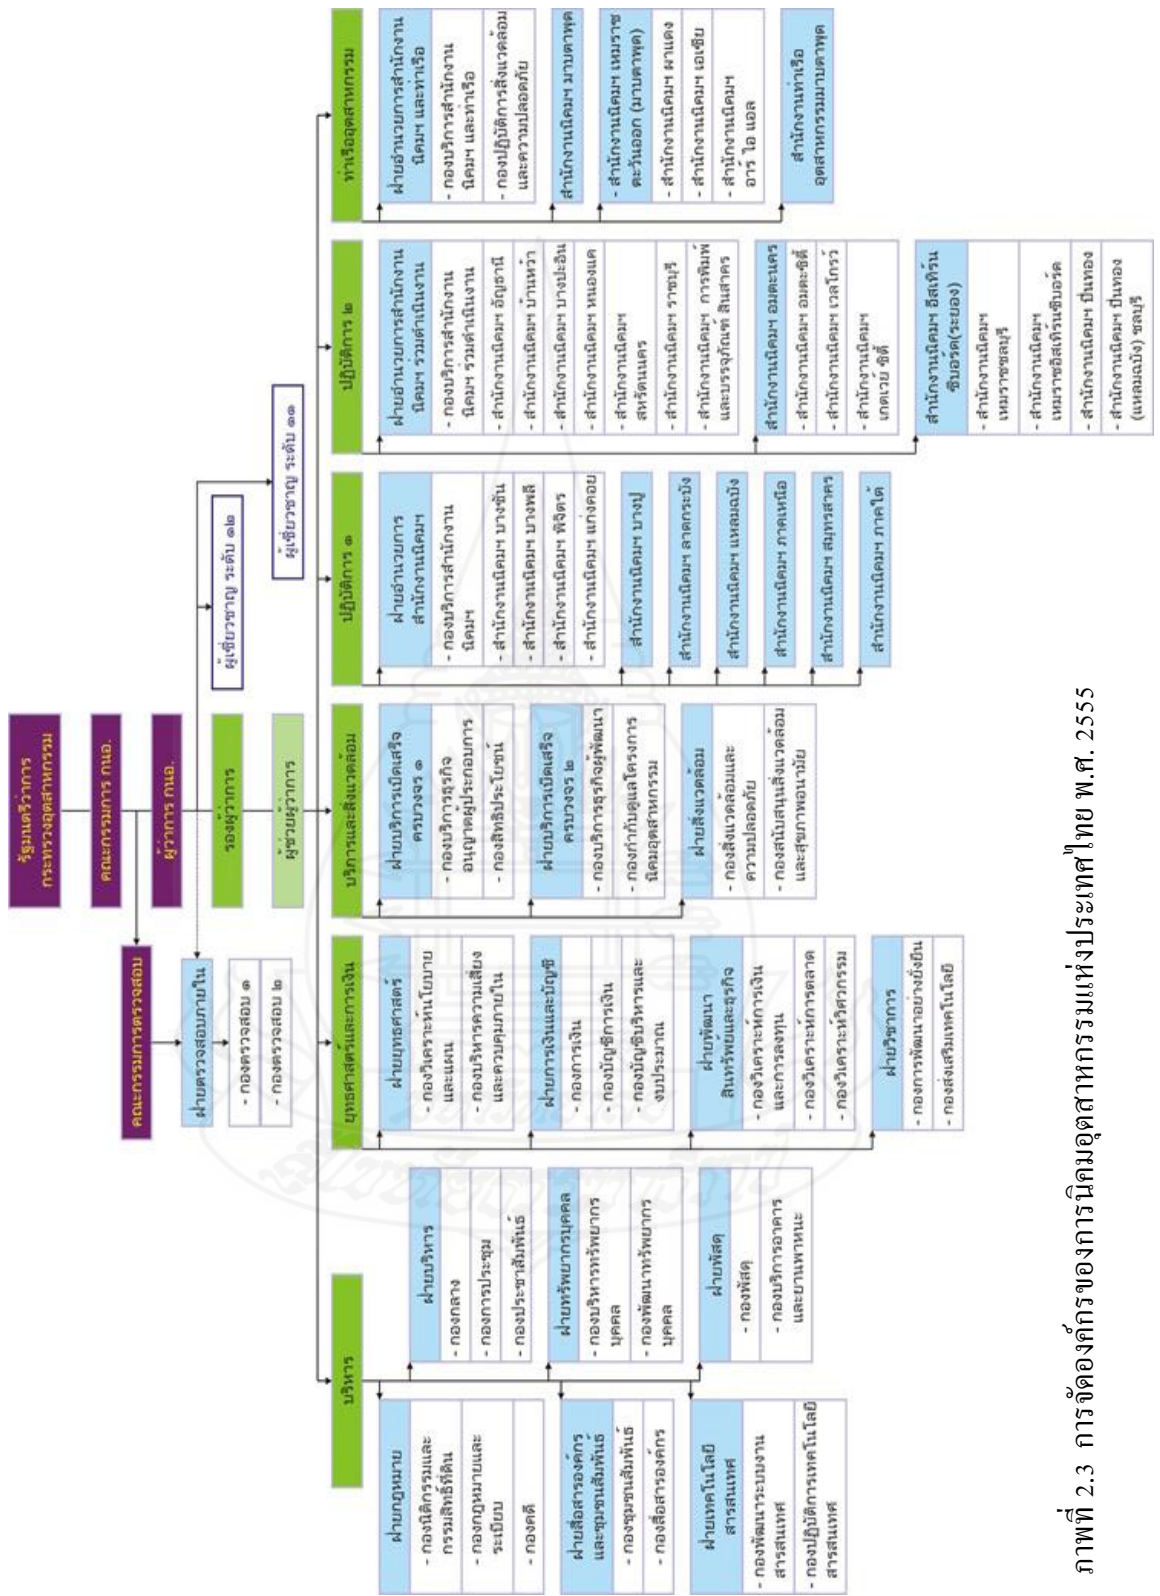 รัฐมนตรีว่าการ
กระทรวงอุตสาหกรรม
คณะกรรมการ กนอ.
คณะกรรมการตรวจสอบ
ผู้ว่าการ กนอ.
ฝ่ายตรวจสอบภายใน
- กองตรวจสอบ ๑
- กองตรวจสอบ ๒
รองผู้ว่าการ
ผู้เชี่ยวชาญ ระดับ ๑๒
ผู้ช่วยผู้ว่าการ
ผู้เชี่ยวชาญ ระดับ ๑๑
บริหาร
ฝ่ายกฎหมาย
- กองนิติกรรมและ
กรรมสิทธิ์ที่ดิน
- กองกฎหมายและ
ระเบียบ
- กองคดี
ฝ่ายสื่อสารองค์กร
และชุมชนสัมพันธ์
- กองชุมชนสัมพันธ์
- กองสื่อสารองค์กร
ฝ่ายเทคโนโลยี
สารสนเทศ
- กองพัฒนาระบบงาน
สารสนเทศ
- กองปฏิบัติการเทคโนโลยี
สารสนเทศ
ฝ่ายบริหาร
- กองกลาง
- กองการประชุม
- กองประชาสัมพันธ์
ฝ่ายทรัพยากรบุคคล
- กองบริหารทรัพยากร
บุคคล
- กองพัฒนาทรัพยากร
บุคคล
ฝ่ายพัสดุ
- กองพัสดุ
- กองบริการอาคาร
และยานพาหนะ
ยุทธศาสตร์และการเงิน
ฝ่ายยุทธศาสตร์
- กองวิเคราะห์นโยบาย
และแผน
- กองบริหารความเสี่ยง
และควบคุมภายใน
ฝ่ายการเงินและบัญชี
- กองการเงิน
- กองบัญชีการเงิน
- กองบัญชีบริหารและ
งบประมาณ
ฝ่ายพัฒนา
สินทรัพย์และธุรกิจ
- กองวิเคราะห์การเงิน
และการลงทุน
- กองวิเคราะห์การตลาด
- กองวิเคราะห์วิศวกรรม
ฝ่ายวิชาการ
- กองการพัฒนาอย่างยั่งยืน
- กองส่งเสริมเทคโนโลยี
บริการและสิ่งแวดล้อม
ฝ่ายบริการเบ็ดเสร็จ
ครบวงจร ๑
- กองบริการธุรกิจ
อนุญาตผู้ประกอบการ
- กองสิทธิประโยชน์
ฝ่ายบริการเบ็ดเสร็จ
ครบวงจร ๒
- กองบริการธุรกิจผู้พัฒนา
- กองกำกับดูแลโครงการ
นิคมอุตสาหกรรม
ฝ่ายสิ่งแวดล้อม
- กองสิ่งแวดล้อมและ
ความปลอดภัย
- กองสนับสนุนสิ่งแวดล้อม
และสุขภาพอนามัย
ปฏิบัติการ ๑
ฝ่ายอำนวยการ
สำนักงานนิคมฯ
- กองบริการสำนักงาน
นิคมฯ
- สำนักงานนิคมฯ บางชัน
- สำนักงานนิคมฯ บางพลี
- สำนักงานนิคมฯ พิจิตร
- สำนักงานนิคมฯ แก่งคอย
สำนักงานนิคมฯ บางปู
สำนักงานนิคมฯ ลาดกระบัง
สำนักงานนิคมฯ แหลมฉบัง
สำนักงานนิคมฯ ภาคเหนือ
สำนักงานนิคมฯ สมุทรสาคร
สำนักงานนิคมฯ ภาคใต้
ปฏิบัติการ ๒
ฝ่ายอำนวยการสำนักงาน
นิคมฯ ร่วมดำเนินงาน
- กองบริการสำนักงาน
นิคมฯ ร่วมดำเนินงาน
- สำนักงานนิคมฯ อัญธานี
- สำนักงานนิคมฯ บ้านหว้า
- สำนักงานนิคมฯ บางปะอิน
- สำนักงานนิคมฯ หนองแค
- สำนักงานนิคมฯ
สหรัตนนคร
- สำนักงานนิคมฯ ราชบุรี
- สำนักงานนิคมฯ การพิมพ์
และบรรจุภัณฑ์ สินสาคร
สำนักงานนิคมฯ อมตะนคร
- สำนักงานนิคมฯ อมตะซิตี้
- สำนักงานนิคมฯ เวลโกรว์
- สำนักงานนิคมฯ
เกตเวย์ ซิตี้
สำนักงานนิคมฯ อีสเทิร์น
ซีบอร์ด(ระยอง)
- สำนักงานนิคมฯ
เหมราชชลบุรี
- สำนักงานนิคมฯ
เหมราชอีสเทิร์นซีบอร์ด
- สำนักงานนิคมฯ ปิ่นทอง
- สำนักงานนิคมฯ ปิ่นทอง
(แหลมฉบัง) ชลบุรี
ท่าเรืออุตสาหกรรม
ฝ่ายอำนวยการสำนักงาน
นิคมฯ และท่าเรือ
- กองบริการสำนักงาน
นิคมฯ และท่าเรือ
- กองปฏิบัติการสิ่งแวดล้อม
และความปลอดภัย
สำนักงานนิคมฯ มาบตาพุด
- สำนักงานนิคมฯ เหมราช
ตะวันออก (มาบตาพุด)
- สำนักงานนิคมฯ ผาแดง
- สำนักงานนิคมฯ เอเชีย
- สำนักงานนิคมฯ
อาร์ ไอ แอล
สำนักงานท่าเรือ
อุตสาหกรรมมาบตาพุด
ภาพที่ 2.3 การจัดองค์กรของการนิคมอุตสาหกรรมแห่งประเทศไทย พ.ศ. 2555